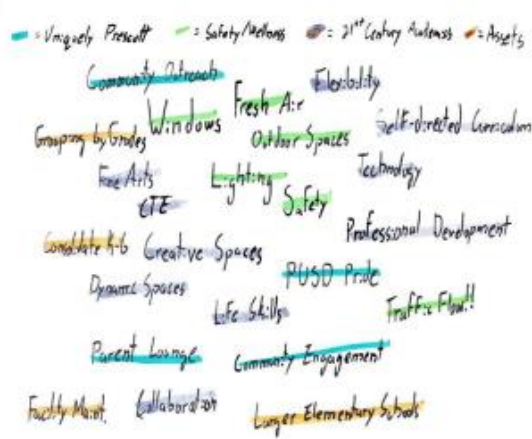 = Uniquely Prescott = Safety/Wellness = 21st Century Academics = Assets
Community Outreach Flexibility
Fresh Air
Windows Self-directed Curriculum
Grouping by Grades Outdoor Spaces
Fine Arts Lighting Technology
CTE Safety
Professional Development
Consolidate K-6 Creative Spaces
PUSD Pride
Dynamic Spaces
Life Skills Traffic Flow!!
Parent Lounge Community Engagement
Facility Maint. Collaboration Larger Elementary Schools